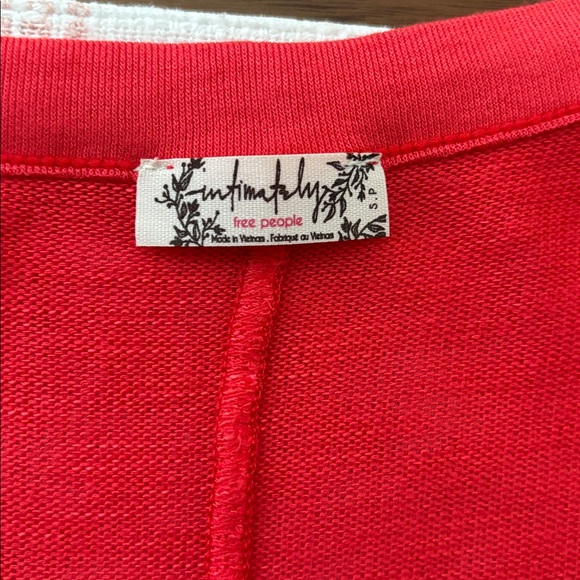 intimately
free people
Made in Vietnam . Fabriqué au Vietnam
S.P